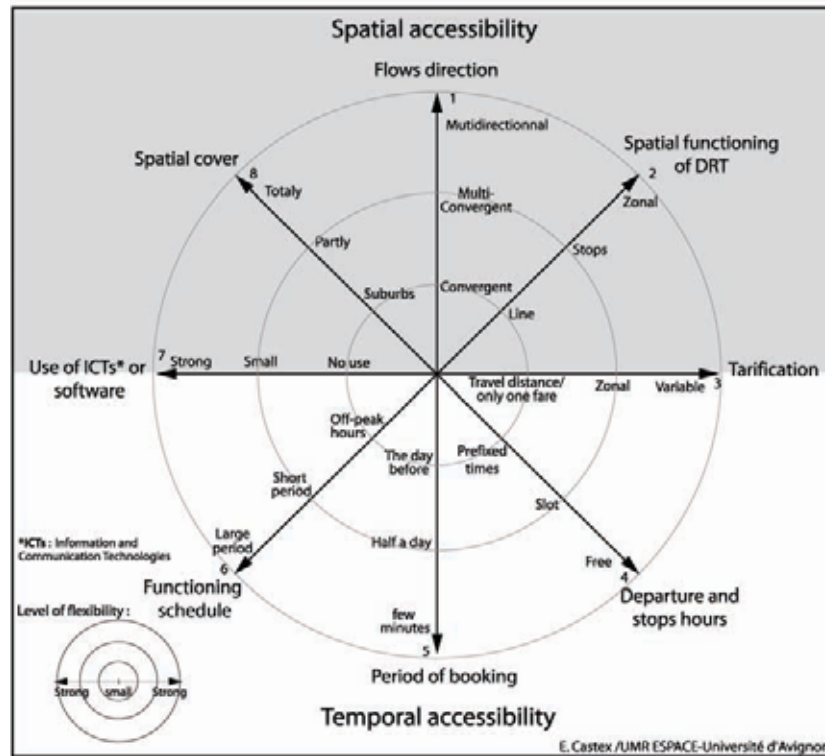 Spatial accessibility
Flows direction
1
Mutidirectionnal
Spatial cover
8
Totaly
Spatial functioning
of DRT
2
Zonal
Multi-
Convergent
Partly
Stops
Suburbs
Convergent
Line
7
Use of ICTs* or
software
Strong
Small
No use
Travel distance/
only one fare
Zonal
Variable
3
Tarification
Off-peak
hours
The day
before
Prefixed
times
Short
period
Slot
Large
period
Half a day
Free
*ICTs : Information and
Communication Technologies
6
Functioning
schedule
4
Departure and
stops hours
Level of flexibility :
few
minutes
5
Period of booking
Strong
small
Strong
Temporal accessibility
E. Castex /UMR ESPACE-Université d'Avignon